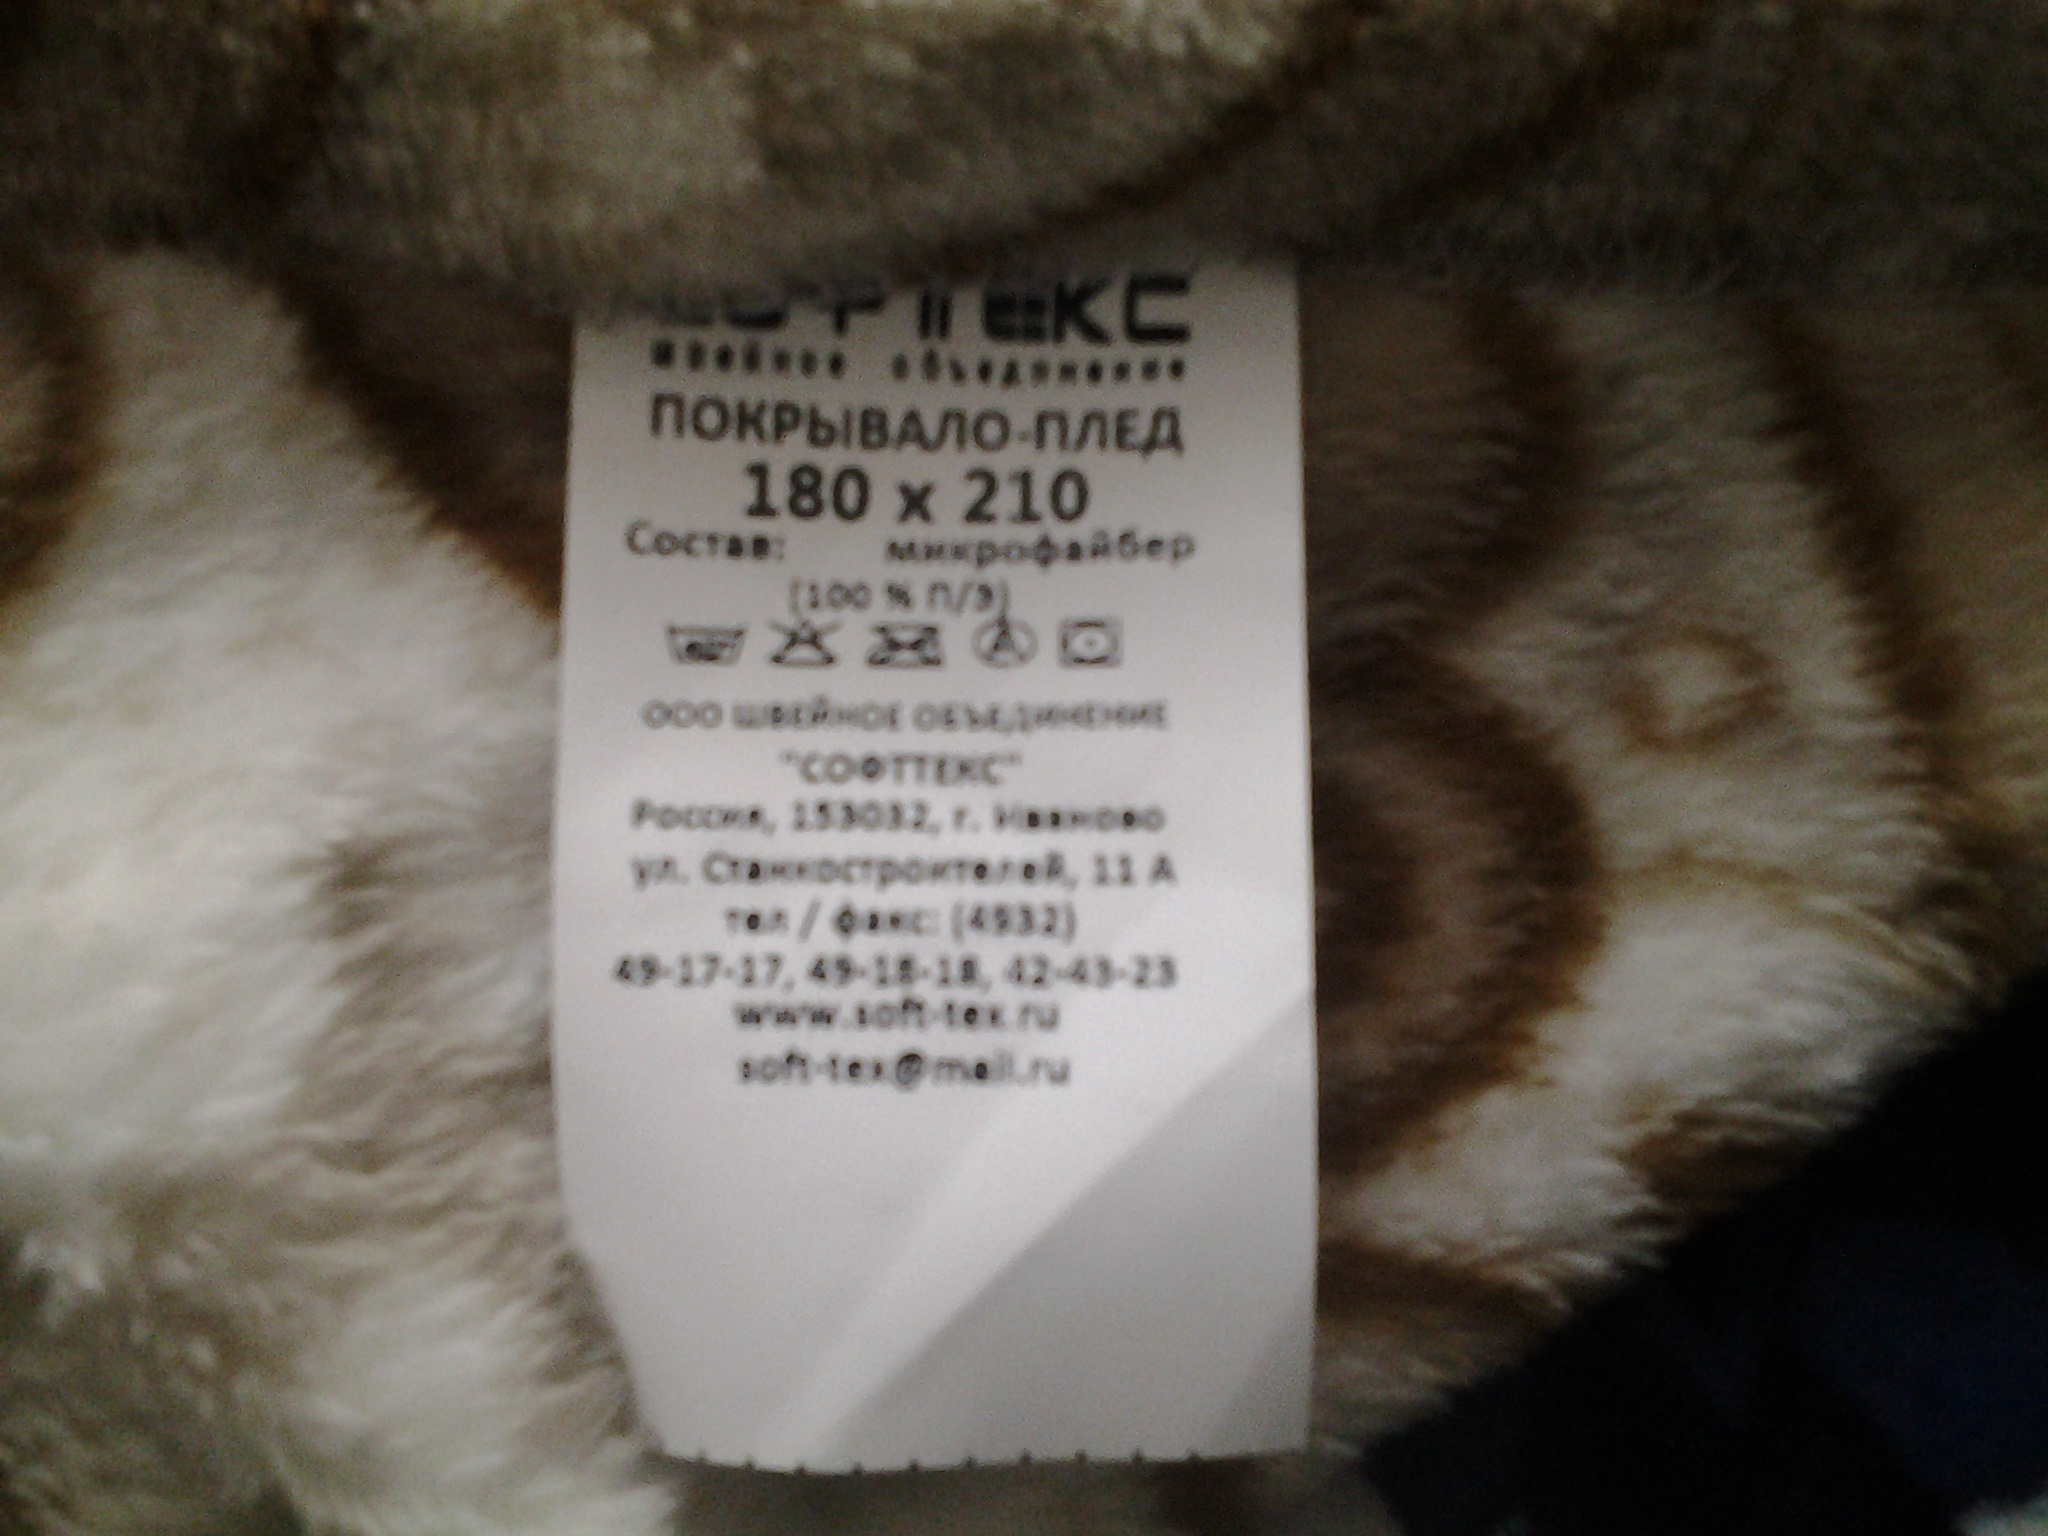 СОФТТЕКС
швейное объединение
ПОКРЫВАЛО-ПЛЕД
180 x 210
Состав: микрофайбер
(100 % П/Э)
ООО ШВЕЙНОЕ ОБЪЕДИНЕНИЕ
"СОФТТЕКС"
Россия, 153032, г. Иваново
ул. Станкостроителей, 11 А
тел / факс: (4932)
49-17-17, 49-18-18, 42-43-23
www.soft-tex.ru
soft-tex@mail.ru